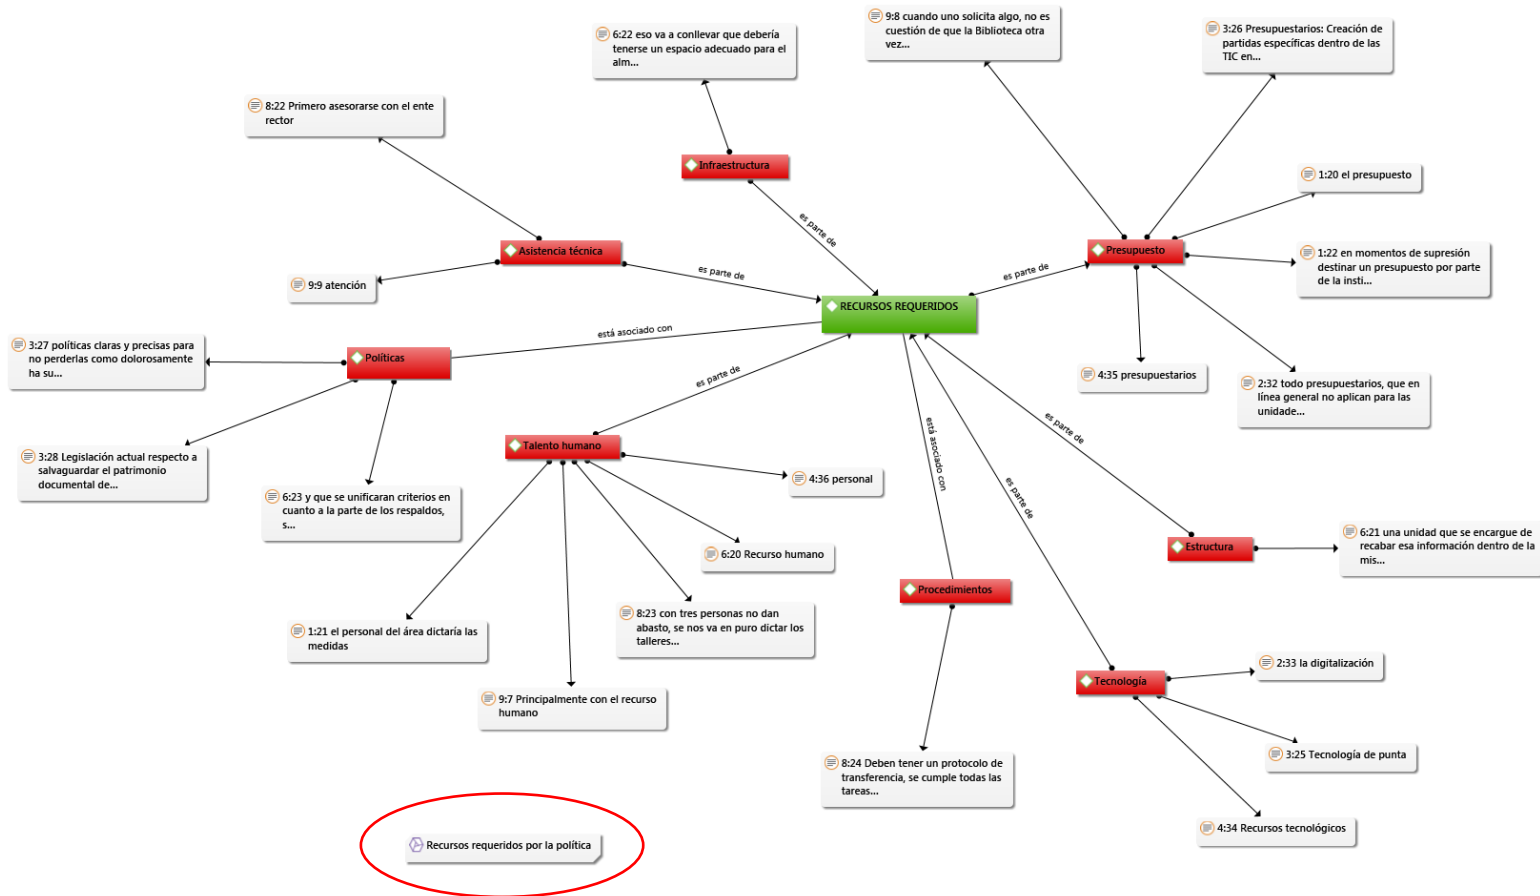 9:8 cuando uno solicita algo, no es
cuestión de que la Biblioteca otra
vez...
3:26 Presupuestarios: Creación de
partidas específicas dentro de las
TIC en...
6:22 eso va a conllevar que debería
tenerse un espacio adecuado para el
alm...
8:22 Primero asesorarse con el ente
rector
Infraestructura
1:20 el presupuesto
es parte de
Asistencia técnica
Presupuesto
1:22 en momentos de supresión
destinar un presupuesto por parte
de la insti...
es parte de
es parte de
9:9 atención
RECURSOS REQUERIDOS
está asociado con
3:27 políticas claras y precisas para
no perderlas como dolorosamente
ha su...
Políticas
4:35 presupuestarios
2:32 todo presupuestarios, que en
línea general no aplican para las
unidade...
es parte de
es parte de
Talento humano
3:28 Legislación actual respecto a
salvaguardar el patrimonio
documental de...
está asociado con
4:36 personal
es parte de
6:23 y que se unificaran criterios en
cuanto a la parte de los respaldos,
s...
6:20 Recurso humano
Estructura
6:21 una unidad que se encargue de
recabar esa información dentro de la
mis...
Procedimientos
8:23 con tres personas no dan
abasto, se nos va en puro dictar los
talleres...
1:21 el personal del área dictaría las
medidas
2:33 la digitalización
Tecnología
9:7 Principalmente con el recurso
humano
3:25 Tecnología de punta
8:24 Deben tener un protocolo de
transferencia, se cumple todas las
tareas...
4:34 Recursos tecnológicos
Recursos requeridos por la política